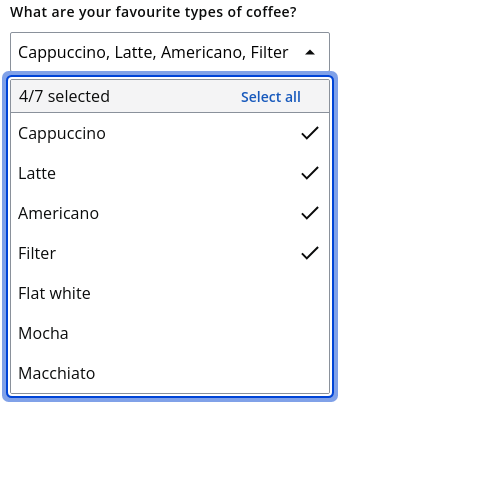 What are your favourite types of coffee?
Cappuccino, Latte, Americano, Filter
4/7 selected Select all
Cappuccino
Latte
Americano
Filter
Flat white
Mocha
Macchiato